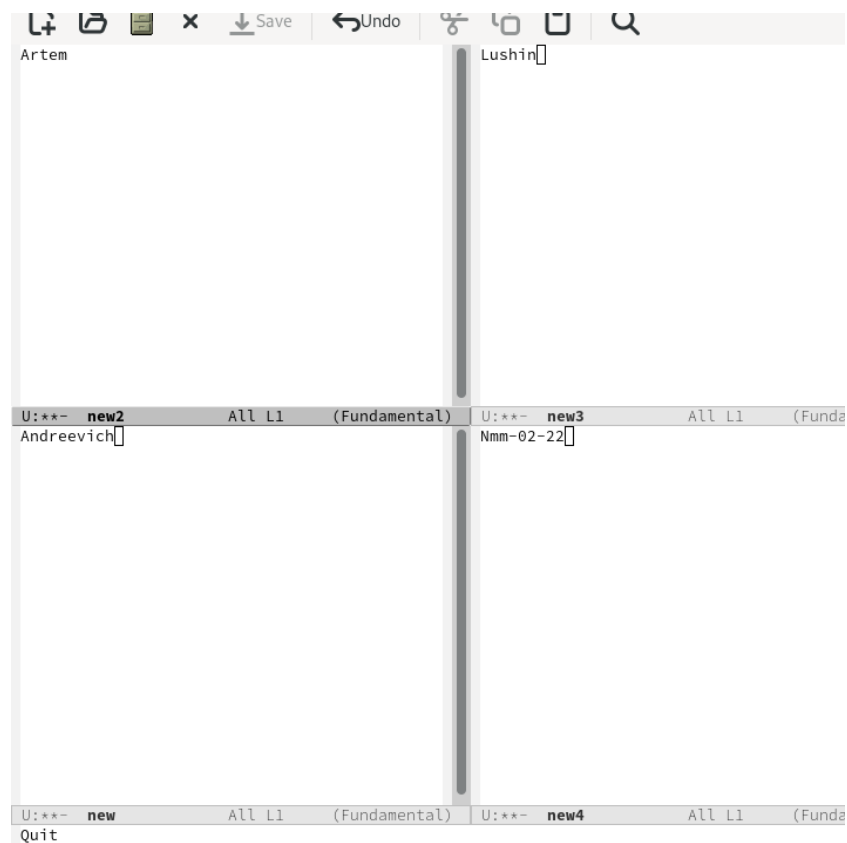 Save Undo
Artem
Lushin
U:**- new2 All L1 (Fundamental)
U:**- new3 All L1 (Funda
Andreevich
Nmm-02-22
U:**- new All L1 (Fundamental)
U:**- new4 All L1 (Funda
Quit